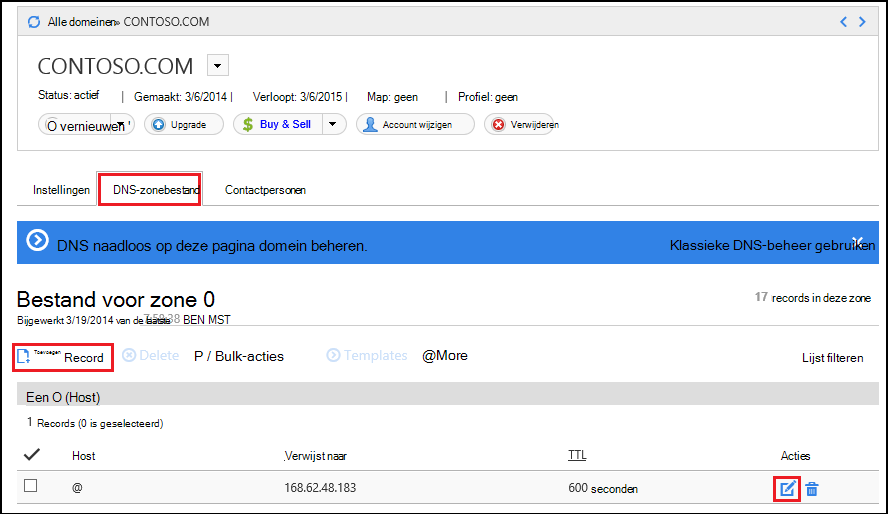 Alle domeinen» CONTOSO.COM
CONTOSO.COM
Status: actief | Gemaakt: 3/6/2014 | Verloopt: 3/6/2015 | Map: geen | Profiel: geen
O vernieuwen Upgrade Buy & Sell Account wijzigen Verwijderen
Instellingen DNS-zonebestand Contactpersonen
DNS naadloos op deze pagina domein beheren. Klassieke DNS-beheer gebruiken
Bestand voor zone 0
17 records in deze zone
Bijgewerkt 3/19/2014 van de laatste 7:50:38 BEN MST
Toevoegen Record Delete P / Bulk-acties Templates @More Lijst filteren
Een O (Host)
1 Records (0 is geselecteerd)
Host Verwijst naar TTL Acties
@ 168.62.48.183 600 seconden